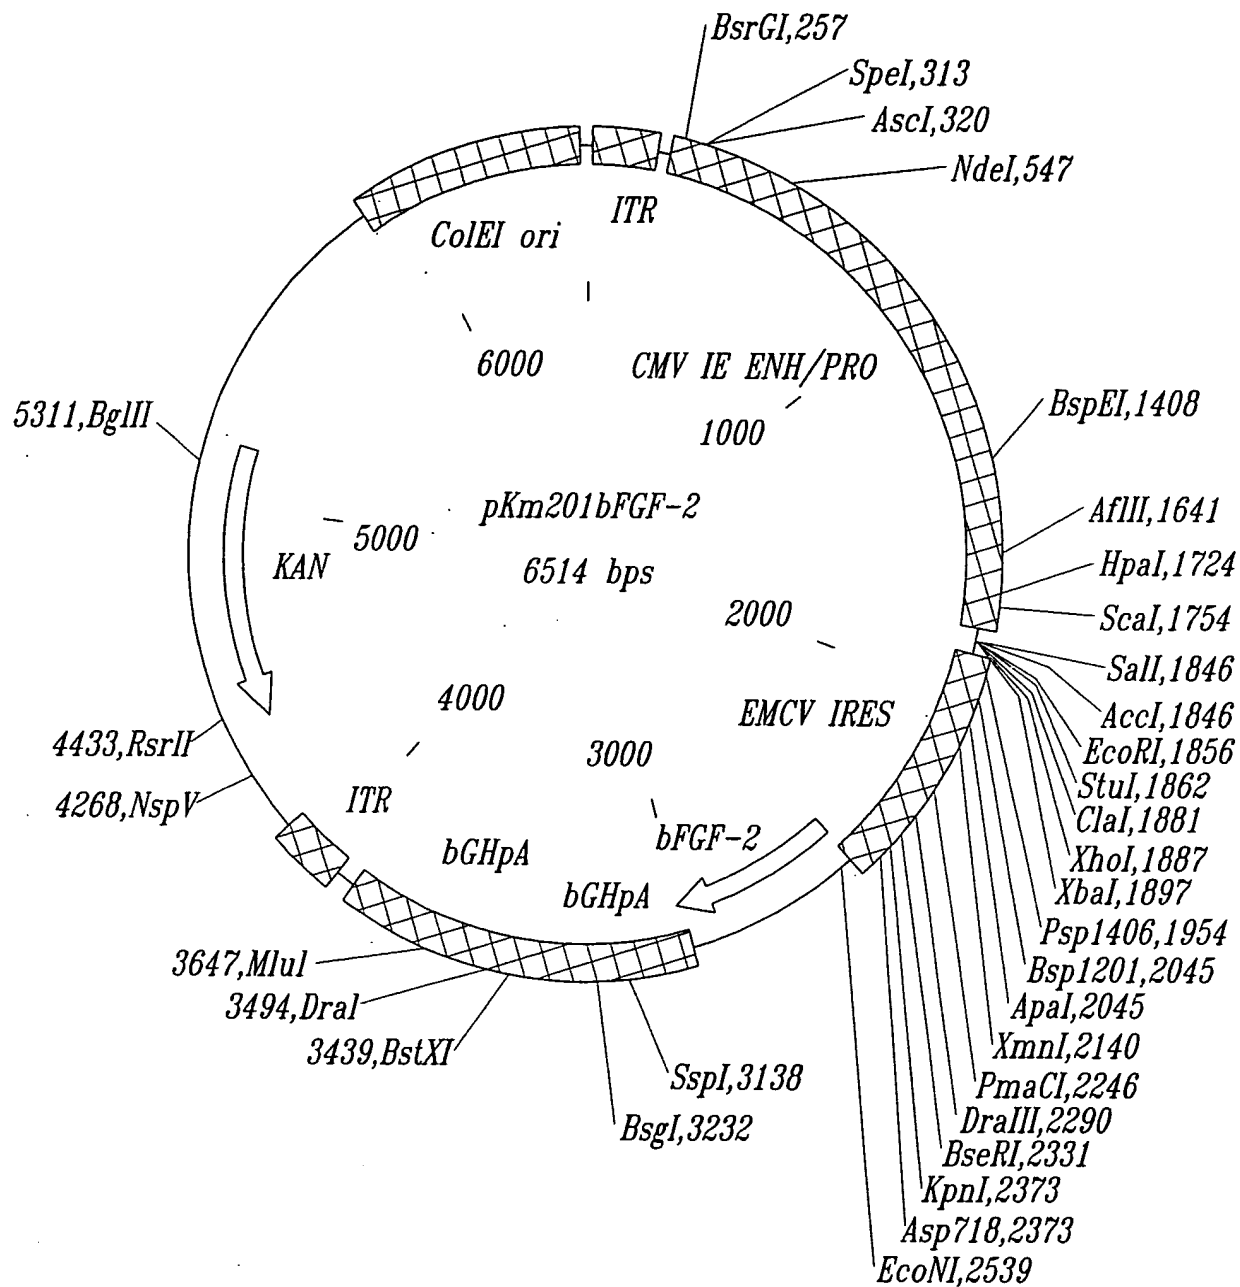 BsrGI,257
SpeI,313
AscI,320
NdeI,547
ITR
ColEI ori
6000
CMV IE ENH/PRO
1000
BspEI,1408
5311,BglII
pKm201bFGF-2
6514 bps
5000
KAN
AflII,1641
HpaI,1724
ScaI,1754
2000
SalI,1846
AccI,1846
EcoRI,1856
StuI,1862
ClaI,1881
XhoI,1887
XbaI,1897
Psp1406,1954
Bsp1201,2045
ApaI,2045
XmnI,2140
PmaCI,2246
DraIII,2290
BseRI,2331
KpnI,2373
Asp718,2373
EcoNI,2539
EMCV IRES
4000
3000
4433,RsrII
4268,NspV
ITR
bGHpA
bFGF-2
bGHpA
3647,MluI
3494,DraI
3439,BstXI
SspI,3138
BsgI,3232